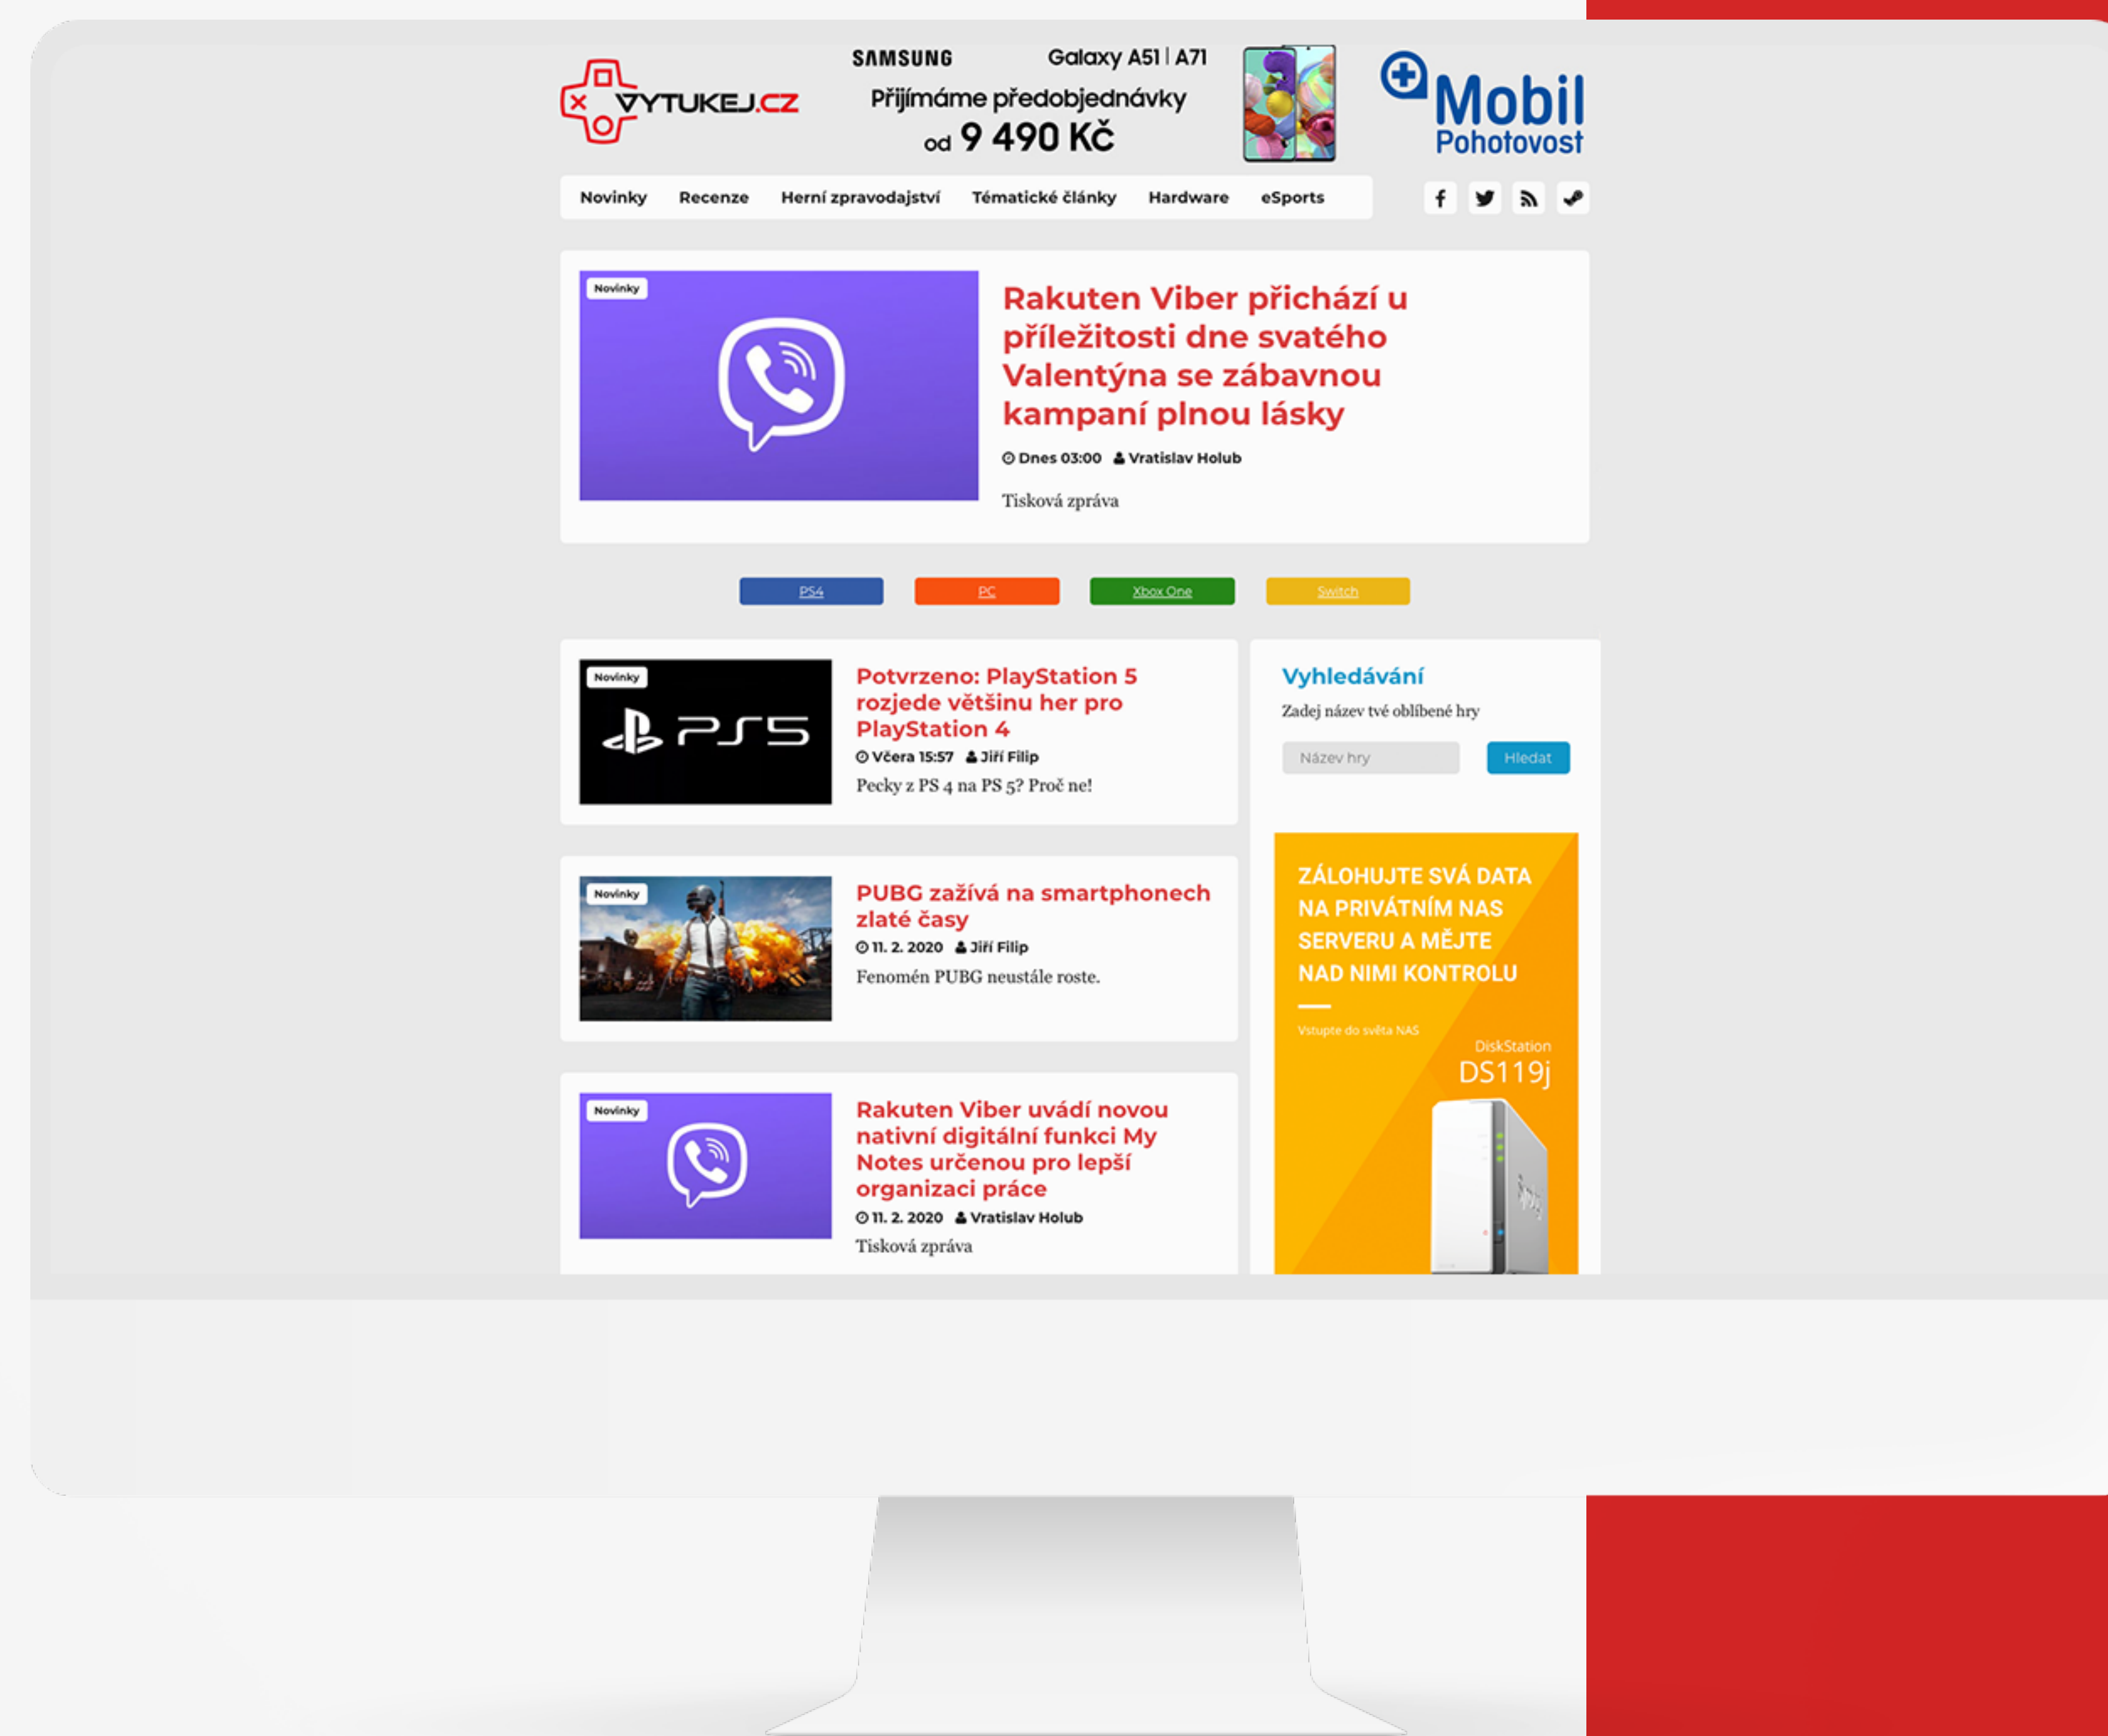 VYTUKEJ.CZ
SAMSUNG Galaxy A51 | A71
Přijímáme předobjednávky
od 9 490 Kč
Mobil
Pohotovost
Novinky Recenze Herní zpravodajství Tématické články Hardware eSports
Novinky
Rakuten Viber přichází u
příležitosti dne svatého
Valentýna se zábavnou
kampaní plnou lásky
Dnes 03:00 Vratislav Holub
Tisková zpráva
PS4 PC Xbox One Switch
Novinky
PS5
Potvrzeno: PlayStation 5
rozjede většinu her pro
PlayStation 4
Včera 15:57 Jiří Filip
Pecky z PS 4 na PS 5? Proč ne!
Novinky
PUBG zažívá na smartphonech
zlaté časy
11. 2. 2020 Jiří Filip
Fenomén PUBG neustále roste.
Novinky
Rakuten Viber uvádí novou
nativní digitální funkci My
Notes určenou pro lepší
organizaci práce
11. 2. 2020 Vratislav Holub
Tisková zpráva
Vyhledávání
Zadej název tvé oblíbené hry
Název hry Hledat
ZÁLOHUJTE SVÁ DATA
NA PRIVÁTNÍM NAS
SERVERU A MĚJTE
NAD NIMI KONTROLU
Vstupte do světa NAS
DiskStation
DS119j